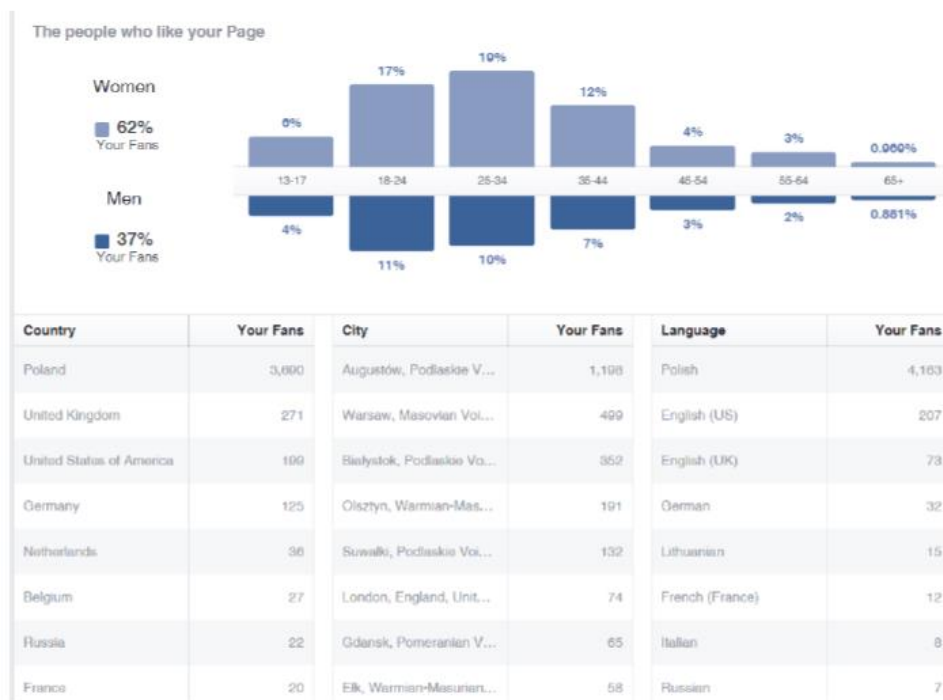 The people who like your Page
Women
62%
Your Fans
6% 17% 19% 12% 4% 3% 0.969%
13-17 18-24 25-34 35-44 45-54 55-64 65+
Men
37%
Your Fans
4% 11% 10% 7% 3% 2% 0.881%
Country Your Fans City Your Fans Language Your Fans
Poland 3,690 Augustów, Podlaskie V... 1,198 Polish 4,163
United Kingdom 271 Warsaw, Masovian Voi... 499 English (US) 207
United States of America 199 Białystok, Podlaskie Vo... 352 English (UK) 73
Germany 125 Olsztyn, Warmian-Mas... 191 German 32
Netherlands 36 Suwałki, Podlaskie Voi... 132 Lithuanian 15
Belgium 27 London, England, Unit... 74 French (France) 12
Russia 22 Gdansk, Pomeranian V... 65 Italian 8
France 20 Ełk, Warmian-Masurian... 58 Russian 7